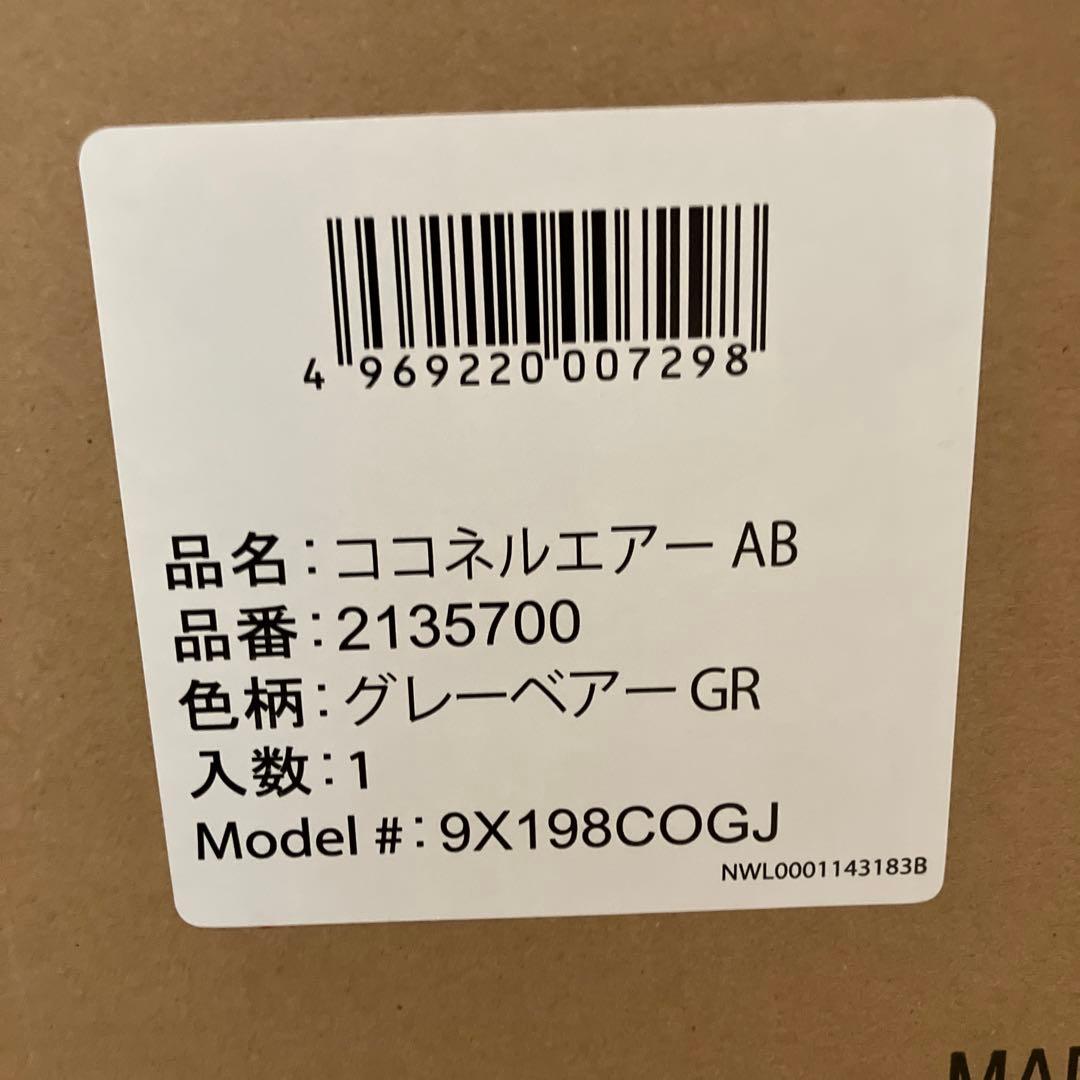 4 969220 007298
品名：ココネルエアー AB
品番：2135700
色柄：グレーベアー GR
入数：1
Model #：9X198COGJ
NWL0001143183B